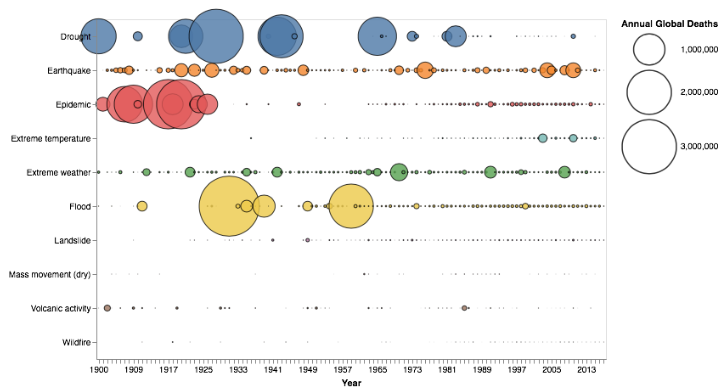 Annual Global Deaths
1,000,000
2,000,000
3,000,000
Drought
Earthquake
Epidemic
Extreme temperature
Extreme weather
Flood
Landslide
Mass movement (dry)
Volcanic activity
Wildfire
1900 1909 1917 1925 1933 1941 1949 1957 1965 1973 1981 1989 1997 2005 2013
Year